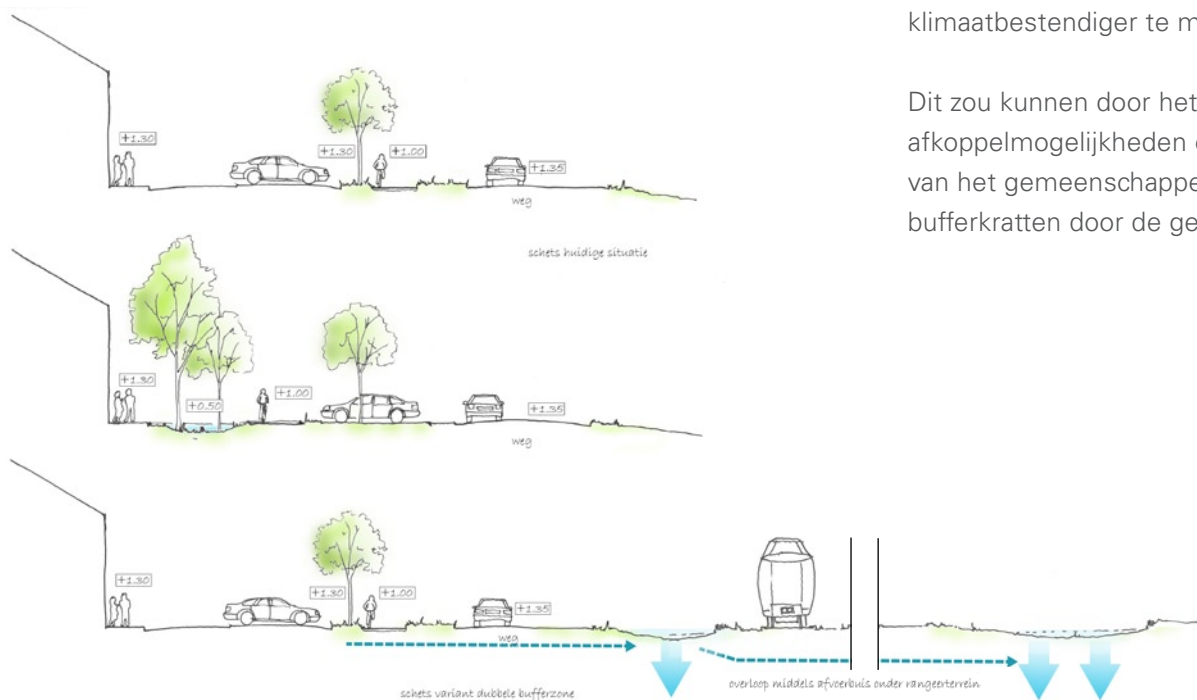 klimaatbestendiger te m
Dit zou kunnen door het
afkoppelmogelijkheden
van het gemeenschappe
bufferkratten door de ge
+1.30
+1.30
+1.00
+1.35
weg
schets huidige situatie
+1.30
+0.50
+1.00
+1.35
weg
+1.30
+1.30
+1.00
+1.35
weg
schets variant dubbele bufferzone
overloop middels afvoerbuis onder rangeerterrein